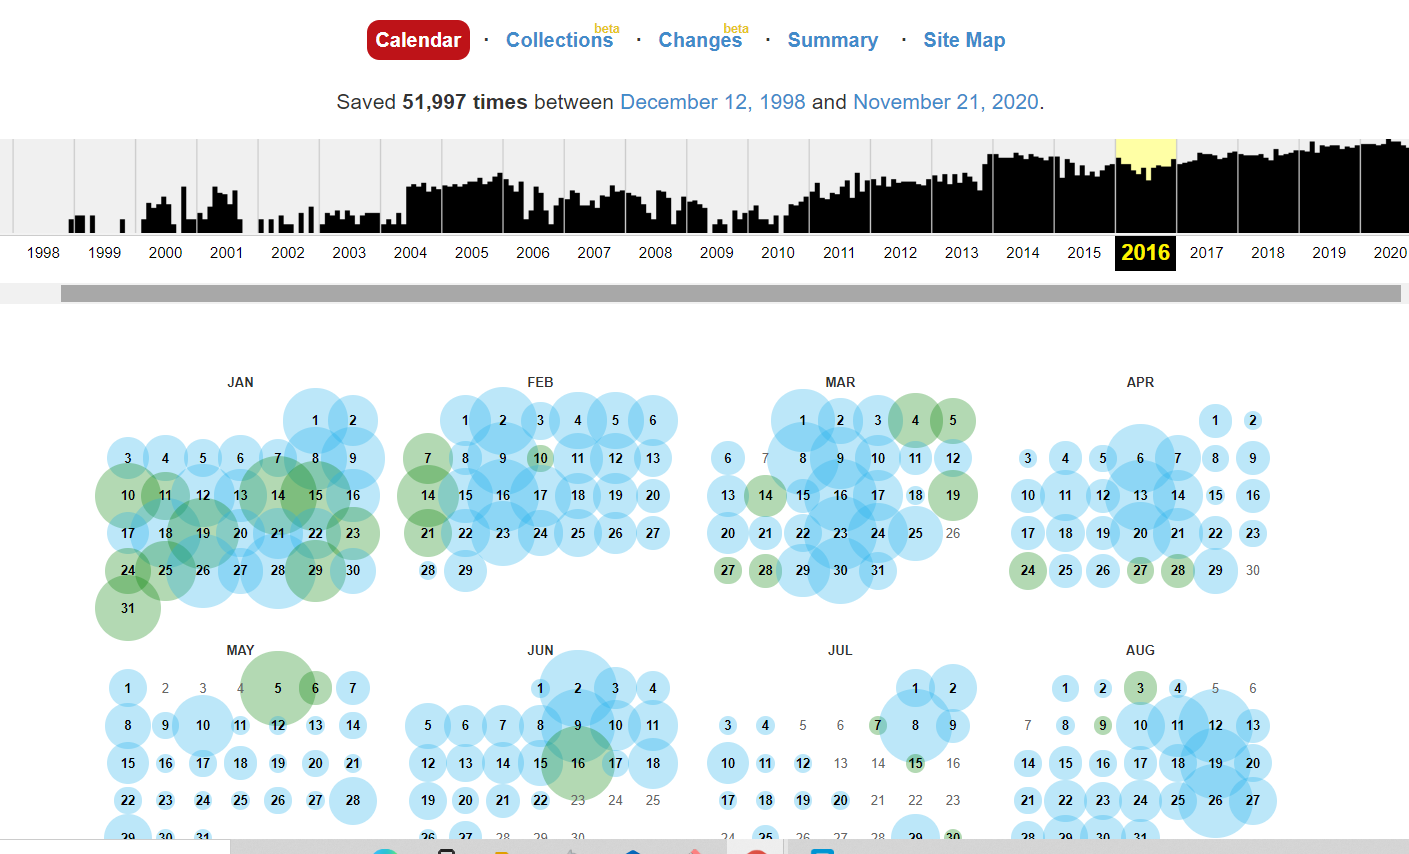 beta beta
Calendar · Collections · Changes · Summary · Site Map
Saved 51,997 times between December 12, 1998 and November 21, 2020.
1998 1999 2000 2001 2002 2003 2004 2005 2006 2007 2008 2009 2010 2011 2012 2013 2014 2015 2016 2017 2018 2019 2020
JAN
1 2
3 4 5 6 7 8 9
10 11 12 13 14 15 16
17 18 19 20 21 22 23
24 25 26 27 28 29 30
31
FEB
1 2 3 4 5 6
7 8 9 10 11 12 13
14 15 16 17 18 19 20
21 22 23 24 25 26 27
28 29
MAR
1 2 3 4 5
6 7 8 9 10 11 12
13 14 15 16 17 18 19
20 21 22 23 24 25 26
27 28 29 30 31
APR
1 2
3 4 5 6 7 8 9
10 11 12 13 14 15 16
17 18 19 20 21 22 23
24 25 26 27 28 29 30
MAY
1 2 3 4 5 6 7
8 9 10 11 12 13 14
15 16 17 18 19 20 21
22 23 24 25 26 27 28
29 30 31
JUN
1 2 3 4
5 6 7 8 9 10 11
12 13 14 15 16 17 18
19 20 21 22 23 24 25
26 27 28 29 30
JUL
1 2
3 4 5 6 7 8 9
10 11 12 13 14 15 16
17 18 19 20 21 22 23
24 25 26 27 28 29 30
AUG
1 2 3 4 5 6
7 8 9 10 11 12 13
14 15 16 17 18 19 20
21 22 23 24 25 26 27
28 29 30 31